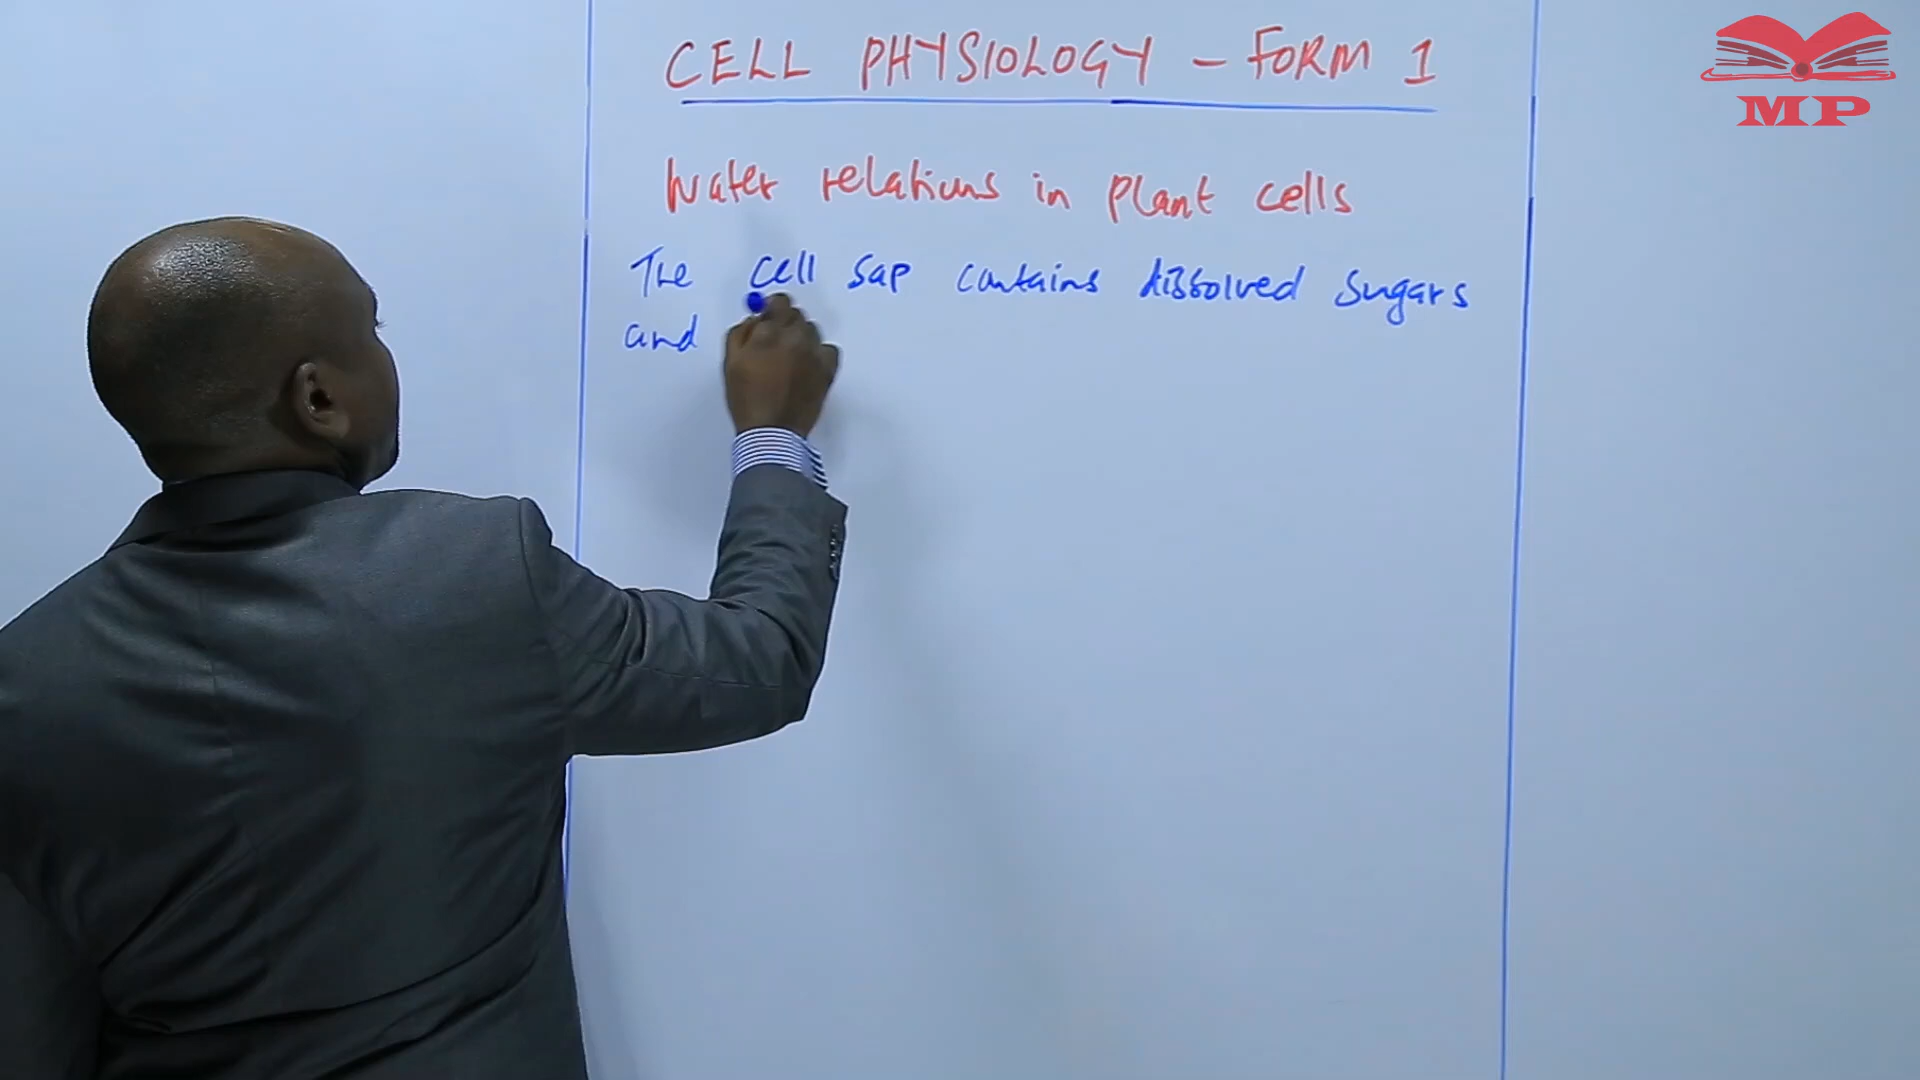 CELL PHYSIOLOGY - FORM 1
Water relations in plant cells
The cell sap contains dissolved sugars
and
MP